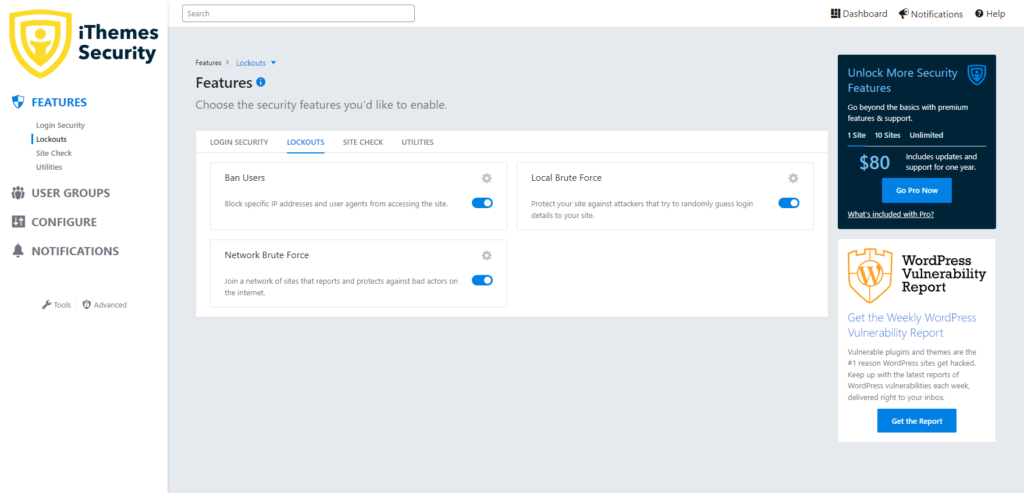 iThemes
Security
Search
Dashboard
Notifications
Help
FEATURES
Login Security
Lockouts
Site Check
Utilities
USER GROUPS
CONFIGURE
NOTIFICATIONS
Tools
Advanced
Features > Lockouts
Features
Choose the security features you'd like to enable.
LOGIN SECURITY LOCKOUTS SITE CHECK UTILITIES
Ban Users
Block specific IP addresses and user agents from accessing the site.
Local Brute Force
Protect your site against attackers that try to randomly guess login
details to your site.
Network Brute Force
Join a network of sites that reports and protects against bad actors on
the internet.
Unlock More Security
Features
Go beyond the basics with premium
features & support.
1 Site 10 Sites Unlimited
$80
Includes updates and
support for one year.
Go Pro Now
What's included with Pro?
WordPress
Vulnerability
Report
Get the Weekly WordPress
Vulnerability Report
Vulnerable plugins and themes are the
#1 reason WordPress sites get hacked.
Keep up with the latest reports of
WordPress vulnerabilities each week,
delivered right to your inbox.
Get the Report